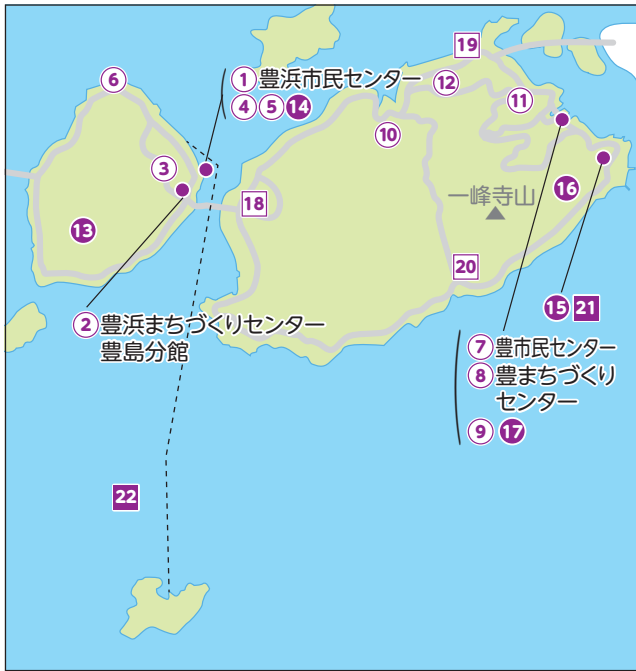 19
6
① 豊浜市民センター
④ ⑤ ⑭
12
11
10
3
16
一峰寺山
18
13
20
② 豊浜まちづくりセンター
豊島分館
⑮ 21
⑦ 豊市民センター
⑧ 豊まちづくり
センター
⑨ ⑰
22